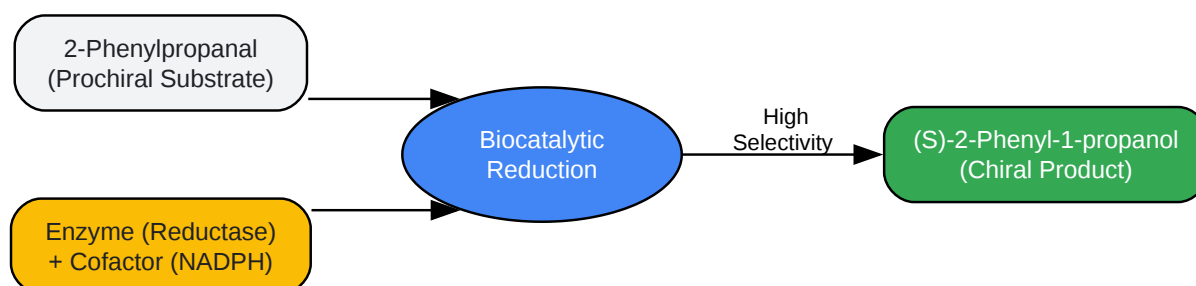 2-Phenylpropanal
(Prochiral Substrate)
Enzyme (Reductase)
+ Cofactor (NADPH)
Biocatalytic
Reduction
High
Selectivity
(S)-2-Phenyl-1-propanol
(Chiral Product)